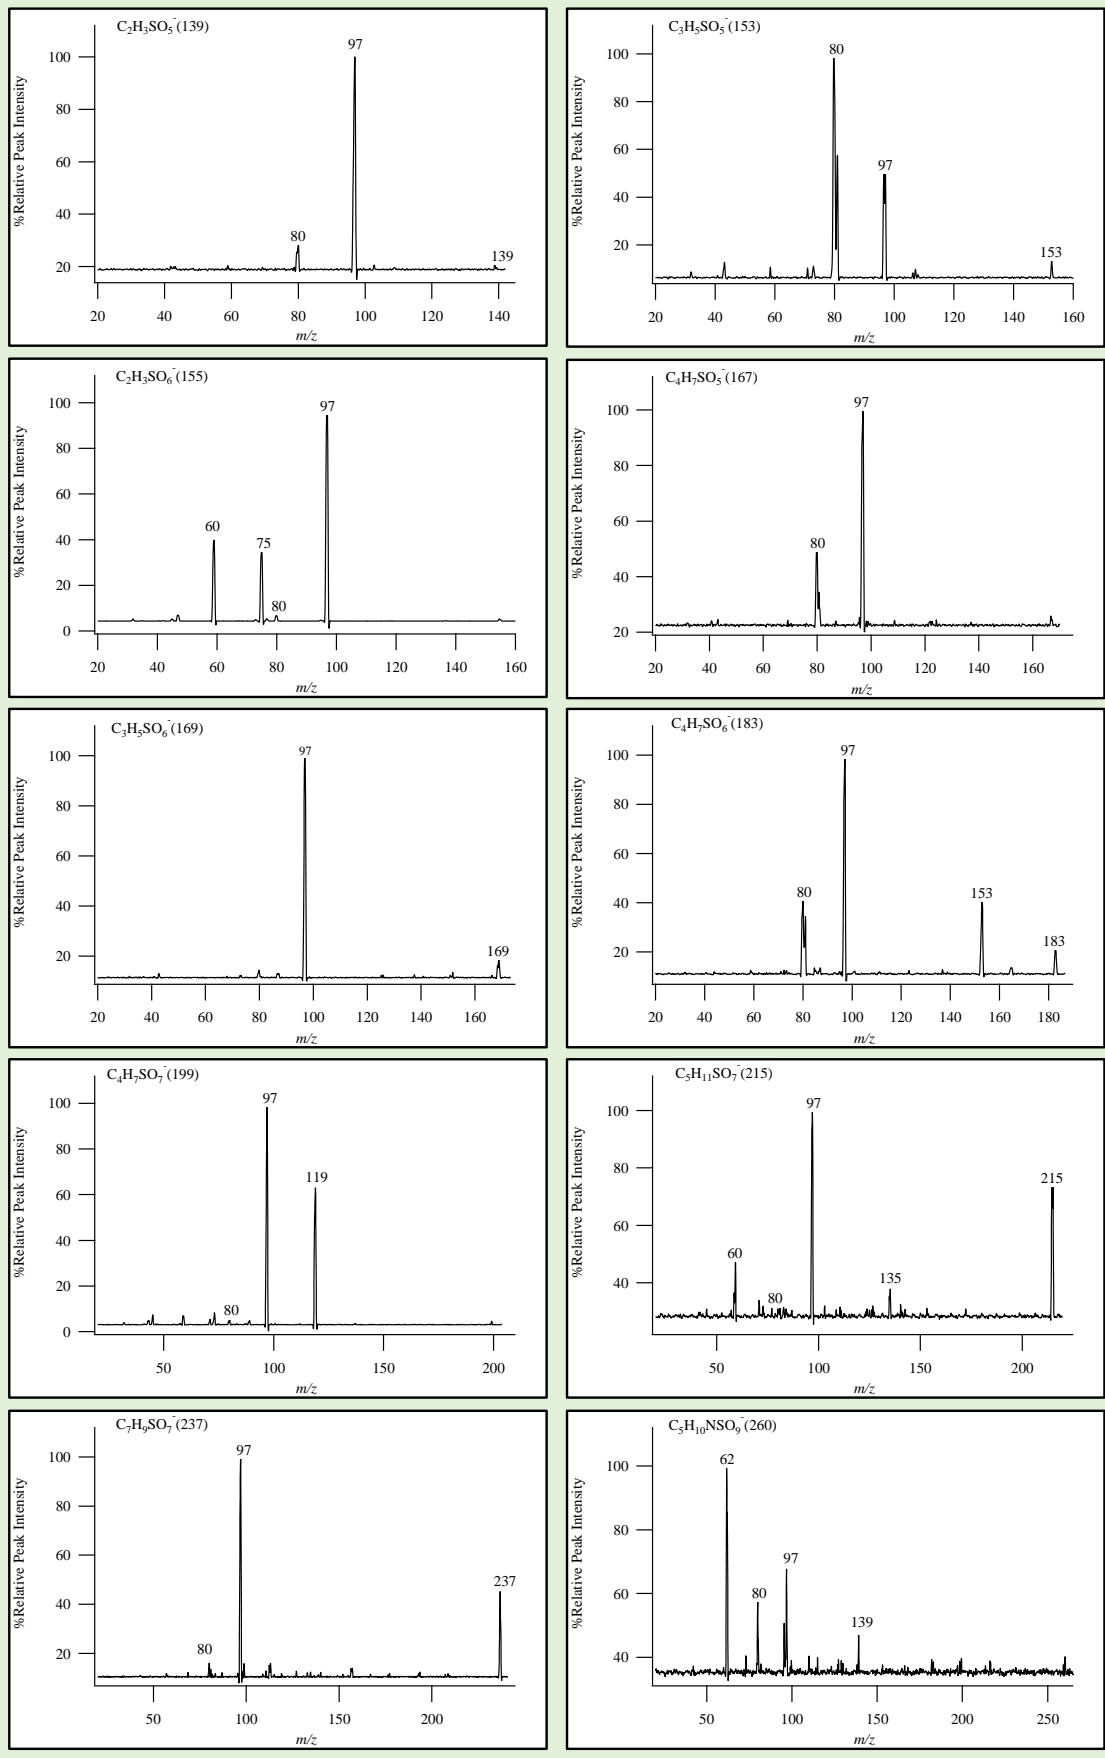 C₂H₃SO₅⁻(139)
%Relative Peak Intensity
100
80
60
40
20
97
80
139
20 40 60 80 100 120 140
m/z
C₃H₅SO₅⁻(153)
%Relative Peak Intensity
100
80
60
40
20
80
97
153
20 40 60 80 100 120 140 160
m/z
C₂H₃SO₆⁻(155)
%Relative Peak Intensity
100
80
60
40
20
0
97
60
75
80
20 40 60 80 100 120 140 160
m/z
C₄H₇SO₅⁻(167)
%Relative Peak Intensity
100
80
60
40
20
97
80
20 40 60 80 100 120 140 160
m/z
C₃H₅SO₆⁻(169)
%Relative Peak Intensity
100
80
60
40
20
97
169
20 40 60 80 100 120 140 160
m/z
C₄H₇SO₆⁻(183)
%Relative Peak Intensity
100
80
60
40
20
97
80
153
183
20 40 60 80 100 120 140 160 180
m/z
C₄H₇SO₇⁻(199)
%Relative Peak Intensity
100
80
60
40
20
0
97
119
80
50 100 150 200
m/z
C₅H₁₁SO₇⁻(215)
%Relative Peak Intensity
100
80
60
40
97
215
60
135
80
50 100 150 200
m/z
C₇H₉SO₇⁻(237)
%Relative Peak Intensity
100
80
60
40
20
97
237
80
50 100 150 200
m/z
C₅H₁₀NSO₉⁻(260)
%Relative Peak Intensity
100
80
60
40
62
97
80
139
50 100 150 200 250
m/z